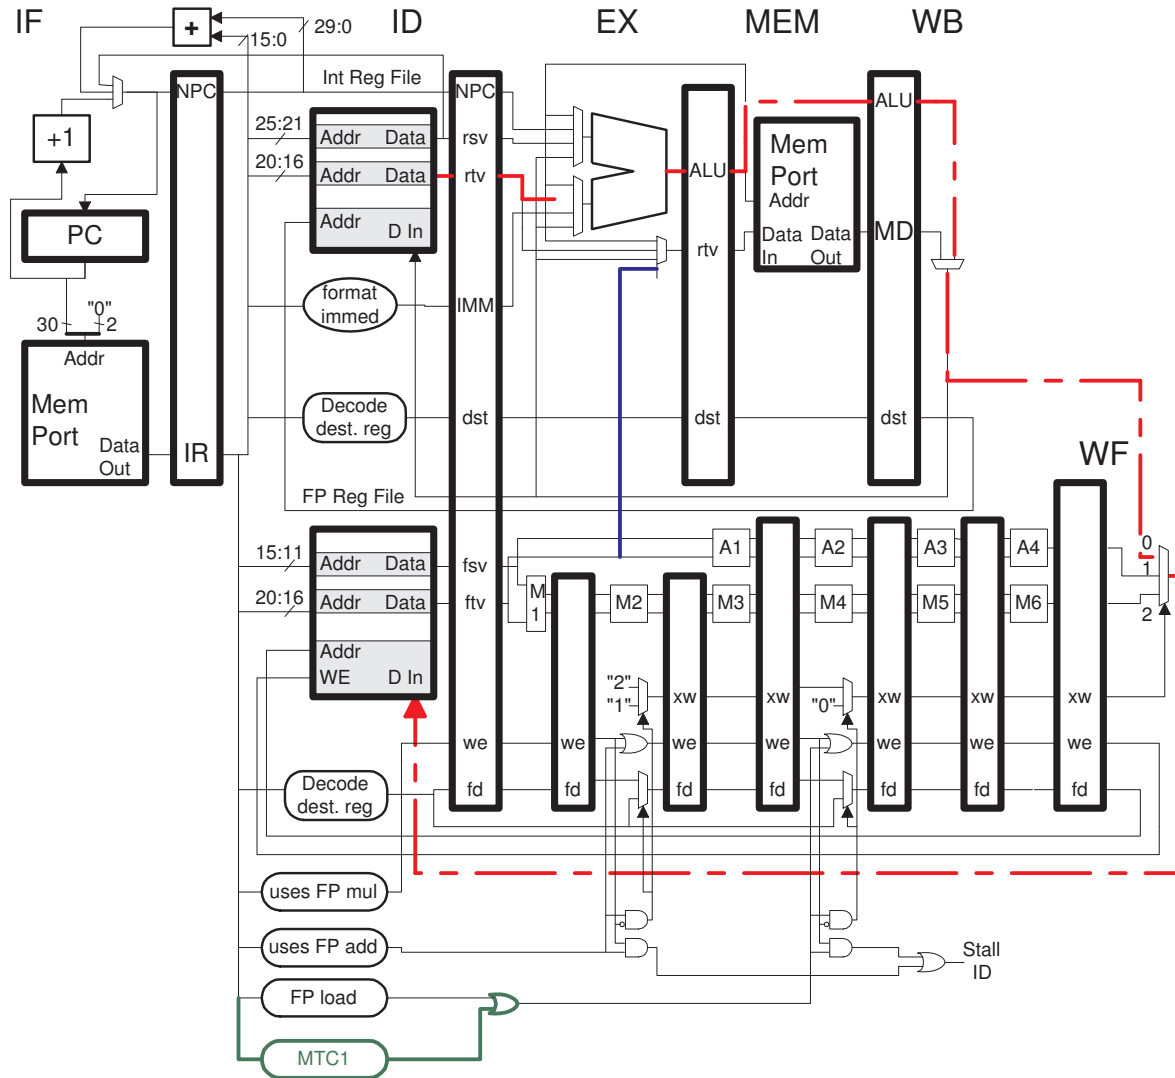 IF
ID
EX
MEM
WB
+
29:0
15:0
Int Reg File
NPC
NPC
ALU
+1
25:21
Addr
Data
rsv
20:16
Addr
Data
rtv
ALU
Mem
Port
Addr
PC
Addr
D In
rtv
Data
In
Data
Out
MD
format
immed
IMM
30
"0"
2
Addr
Mem
Port
Data
Out
IR
Decode
dest. reg
dst
dst
dst
WF
FP Reg File
15:11
Addr
Data
fsv
A1
A2
A3
A4
0
1
2
20:16
Addr
Data
ftv
M
1
M2
M3
M4
M5
M6
Addr
WE
D In
"2"
"1"
xw
"0"
xw
xw
xw
we
we
we
we
we
we
we
Decode
dest. reg
fd
fd
fd
fd
fd
fd
fd
uses FP mul
uses FP add
Stall
ID
FP load
MTC1